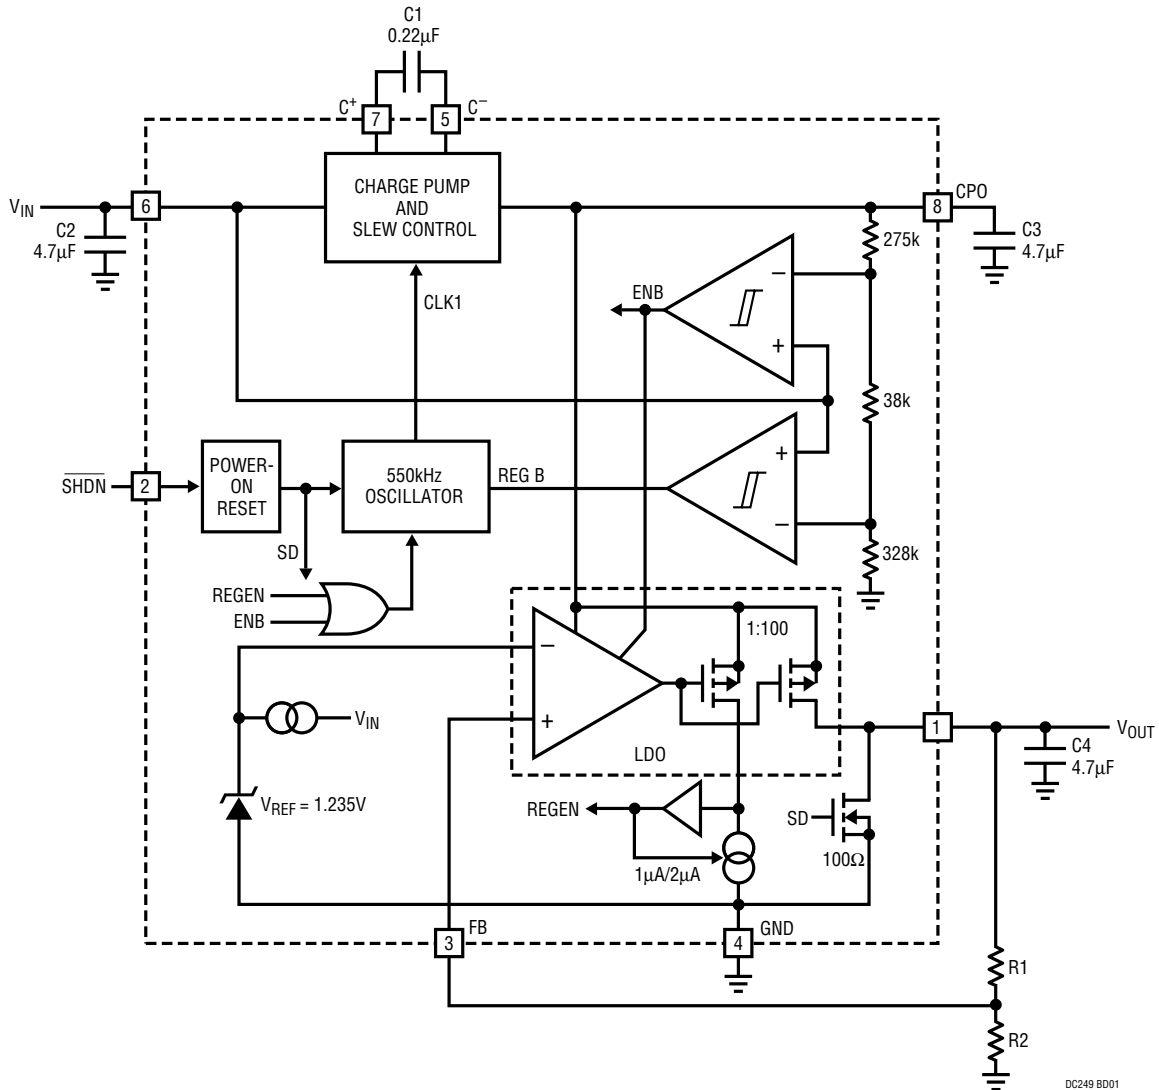 C1
0.22μF
C+
7
5
C−
CHARGE PUMP
AND
SLEW CONTROL
VIN
6
C2
4.7μF
8
CPO
C3
4.7μF
275k
−
ENB
+
CLK1
38k
+
REG B
−
328k
SHDN
2
POWER-
ON
RESET
550kHz
OSCILLATOR
SD
REGEN
ENB
1:100
−
+
LDO
VIN
VREF = 1.235V
1
VOUT
C4
4.7μF
REGEN
1μA/2μA
SD
100Ω
3
FB
4
GND
R1
R2
DC249 BD01